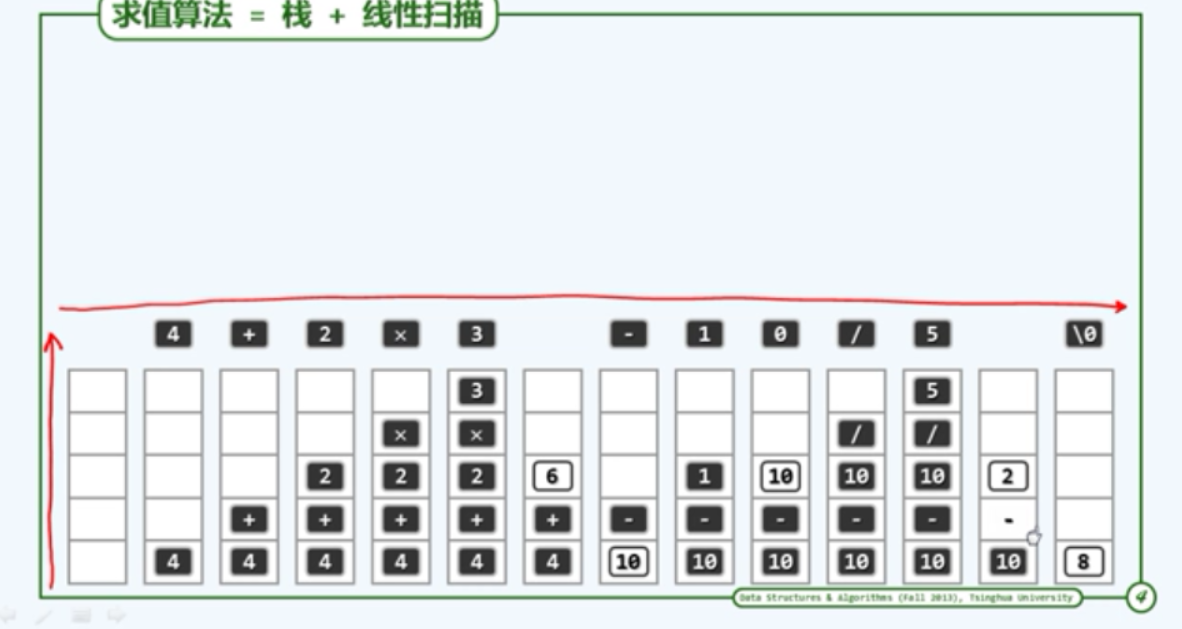 求值算法 = 栈 + 线性扫描
4 + 2 × 3 - 1 0 / 5 \0
3 5
× × / /
2 2 2 6 1 10 10 10 2
+ + + + + - - - - - -
4 4 4 4 4 4 10 10 10 10 10 10 8
Data Structures & Algorithms (Fall 2013), Tsinghua University
4